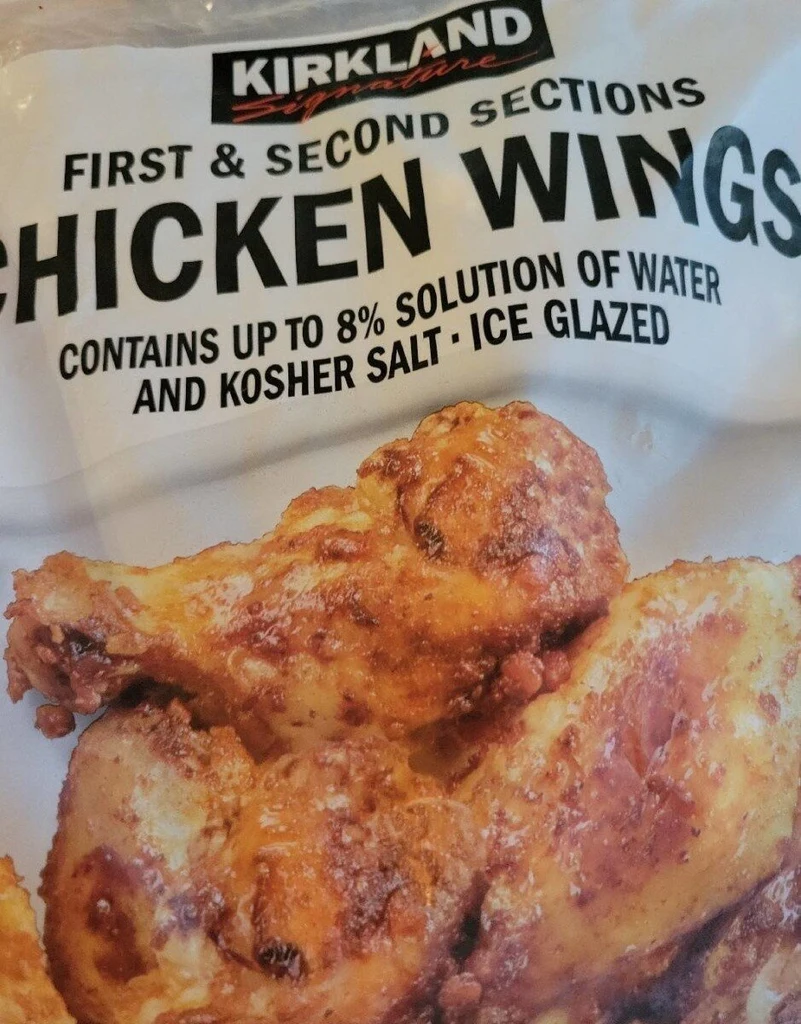 KIRKLAND
Signature
FIRST & SECOND SECTIONS
CHICKEN WINGS
CONTAINS UP TO 8% SOLUTION OF WATER
AND KOSHER SALT · ICE GLAZED